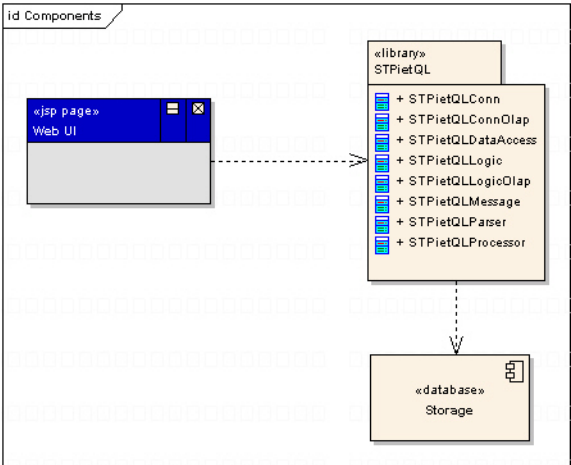 id Components
«library»
STPietQL
«jsp page»
Web UI
+ STPietQLConn
+ STPietQLConnOlap
+ STPietQLDataAccess
+ STPietQLLogic
+ STPietQLLogicOlap
+ STPietQLMessage
+ STPietQLParser
+ STPietQLProcessor
«database»
Storage